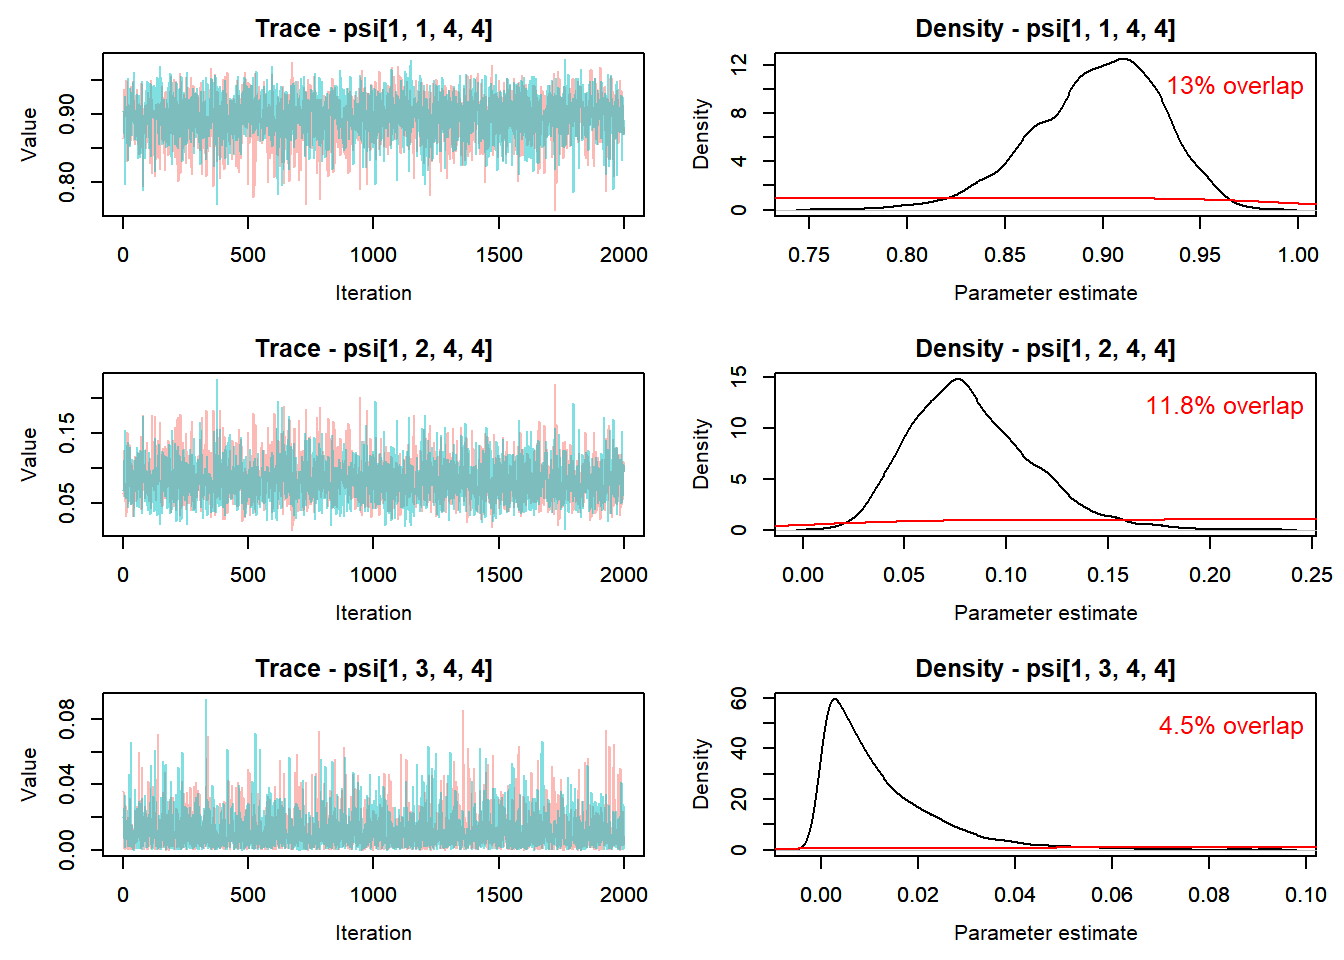 Trace - psi[1, 1, 4, 4]
Value
0.80 0.90
0 500 1000 1500 2000
Iteration
Density - psi[1, 1, 4, 4]
13% overlap
Density
0 4 8 12
0.75 0.80 0.85 0.90 0.95 1.00
Parameter estimate
Trace - psi[1, 2, 4, 4]
Value
0.05 0.15
0 500 1000 1500 2000
Iteration
Density - psi[1, 2, 4, 4]
11.8% overlap
Density
0 5 10 15
0.00 0.05 0.10 0.15 0.20 0.25
Parameter estimate
Trace - psi[1, 3, 4, 4]
Value
0.00 0.04 0.08
0 500 1000 1500 2000
Iteration
Density - psi[1, 3, 4, 4]
4.5% overlap
Density
0 20 40 60
0.00 0.02 0.04 0.06 0.08 0.10
Parameter estimate